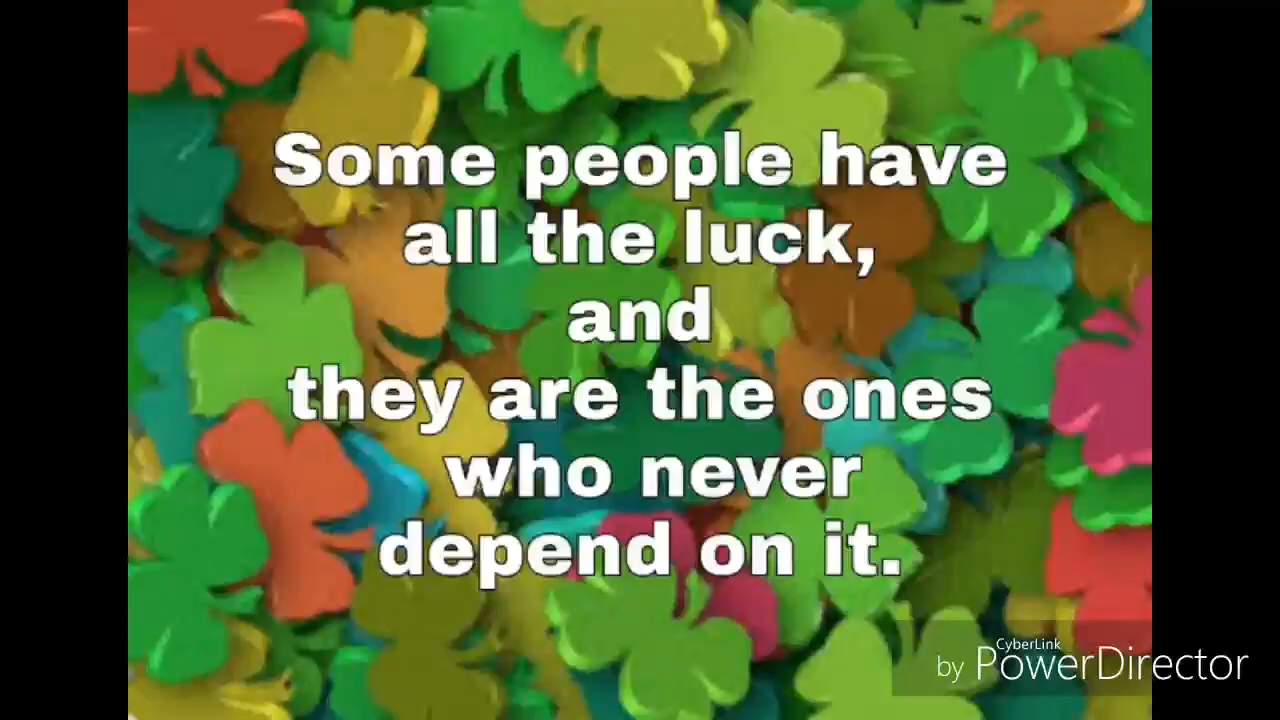 Some people have
all the luck,
and
they are the ones
who never
depend on it.
CyberLink
by PowerDirector